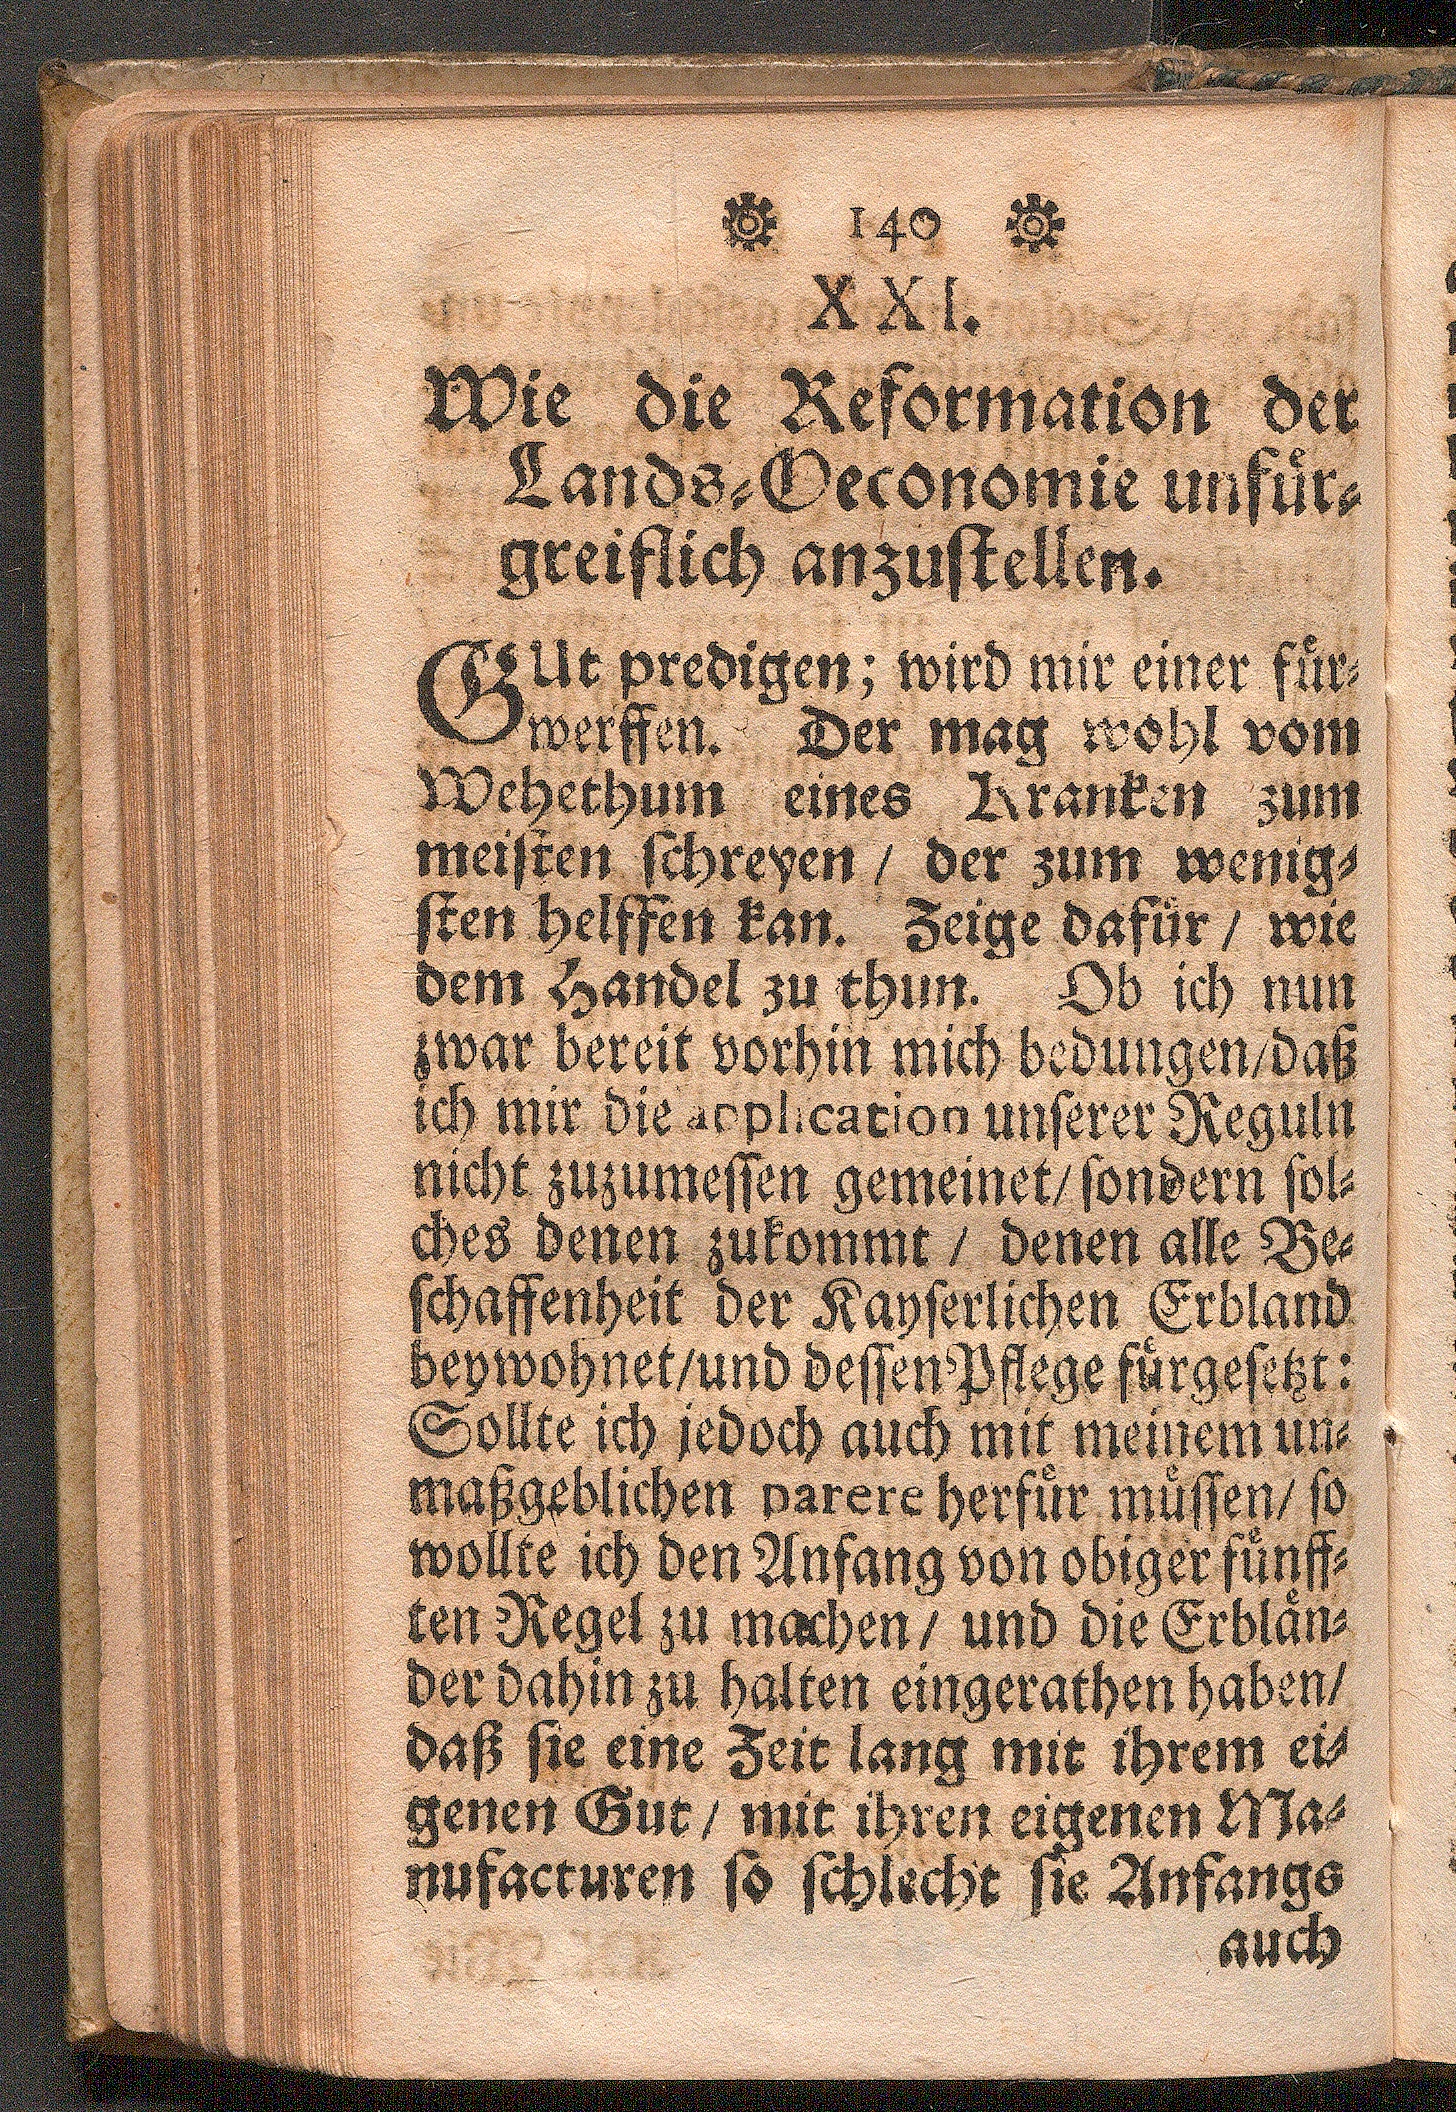 140
XXI.
Wie die Reformation der
Lands-Oeconomie unfür-
greiflich anzustellen.
GUt predigen; wird mir einer für-
werffen. Der mag wohl vom
Wehethum eines Kranken zum
meisten schreyen / der zum wenig-
sten helffen kan. Zeige dafür / wie
dem Handel zu thun. Ob ich nun
zwar bereit vorhin mich bedungen/daß
ich mir die application unserer Reguln
nicht zuzumessen gemeinet/sondern sol-
ches denen zukommt / denen alle Be-
schaffenheit der Kayserlichen Erbland
beywohnet/und dessen Pflege fürgesetzt:
Sollte ich jedoch auch mit meinem un-
maßgeblichen parere herfür müssen/ so
wollte ich den Anfang von obiger fünff-
ten Regel zu machen/ und die Erblän-
der dahin zu halten eingerathen haben/
daß sie eine Zeit lang mit ihrem ei-
genen Gut/ mit ihren eigenen Ma-
nufacturen so schlecht sie Anfangs
auch